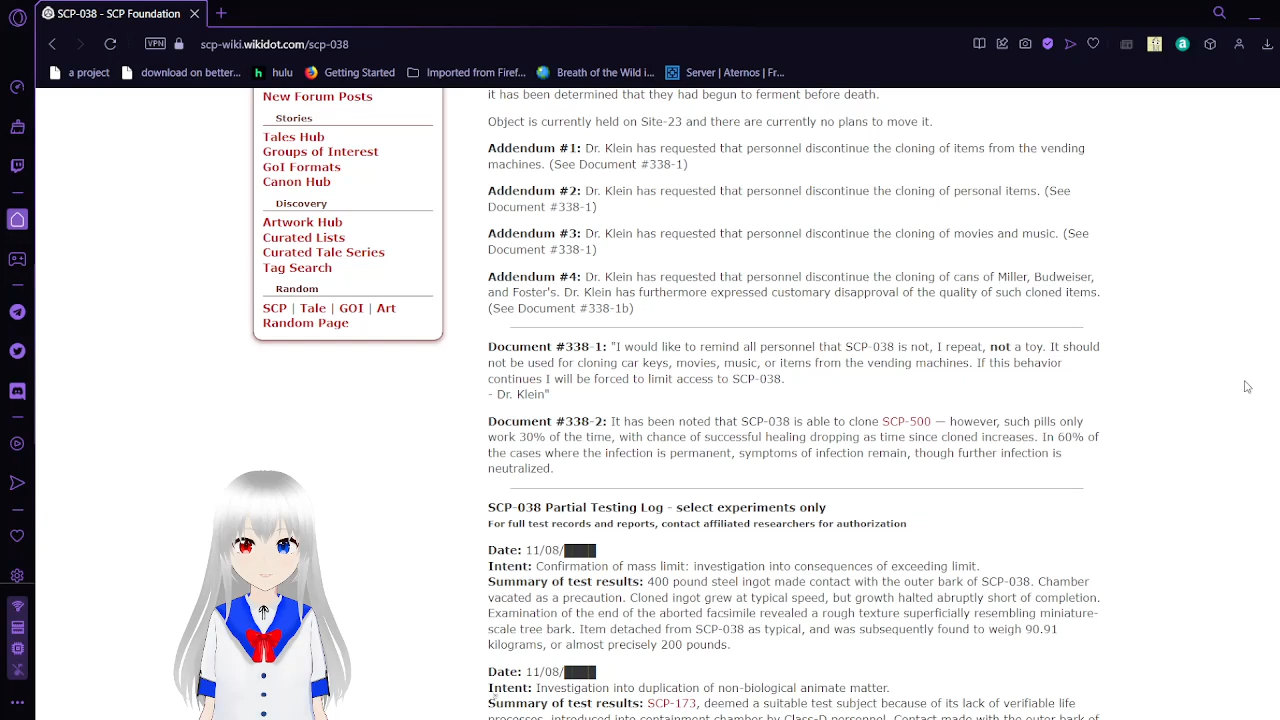 SCP-038 - SCP Foundation
VPN
scp-wiki.wikidot.com/scp-038
a project
download on better...
hulu
Getting Started
Imported from Firef...
Breath of the Wild i...
Server | Aternos | Fr...
New Forum Posts
Stories
Tales Hub
Groups of Interest
GoI Formats
Canon Hub
Discovery
Artwork Hub
Curated Lists
Curated Tale Series
Tag Search
Random
SCP | Tale | GOI | Art
Random Page
it has been determined that they had begun to ferment before death.
Object is currently held on Site-23 and there are currently no plans to move it.
Addendum #1: Dr. Klein has requested that personnel discontinue the cloning of items from the vending
machines. (See Document #338-1)
Addendum #2: Dr. Klein has requested that personnel discontinue the cloning of personal items. (See
Document #338-1)
Addendum #3: Dr. Klein has requested that personnel discontinue the cloning of movies and music. (See
Document #338-1)
Addendum #4: Dr. Klein has requested that personnel discontinue the cloning of cans of Miller, Budweiser,
and Foster's. Dr. Klein has furthermore expressed customary disapproval of the quality of such cloned items.
(See Document #338-1b)
Document #338-1: "I would like to remind all personnel that SCP-038 is not, I repeat, not a toy. It should
not be used for cloning car keys, movies, music, or items from the vending machines. If this behavior
continues I will be forced to limit access to SCP-038.
- Dr. Klein"
Document #338-2: It has been noted that SCP-038 is able to clone SCP-500 — however, such pills only
work 30% of the time, with chance of successful healing dropping as time since cloned increases. In 60% of
the cases where the infection is permanent, symptoms of infection remain, though further infection is
neutralized.
SCP-038 Partial Testing Log - select experiments only
For full test records and reports, contact affiliated researchers for authorization
Date: 11/08/████
Intent: Confirmation of mass limit: investigation into consequences of exceeding limit.
Summary of test results: 400 pound steel ingot made contact with the outer bark of SCP-038. Chamber
vacated as a precaution. Cloned ingot grew at typical speed, but growth halted abruptly short of completion.
Examination of the end of the aborted facsimile revealed a rough texture superficially resembling miniature-
scale tree bark. Item detached from SCP-038 as typical, and was subsequently found to weigh 90.91
kilograms, or almost precisely 200 pounds.
Date: 11/08/████
Intent: Investigation into duplication of non-biological animate matter.
Summary of test results: SCP-173, deemed a suitable test subject because of its lack of verifiable life
processes, introduced into containment chamber by Class-D personnel. Contact made with the outer bark of